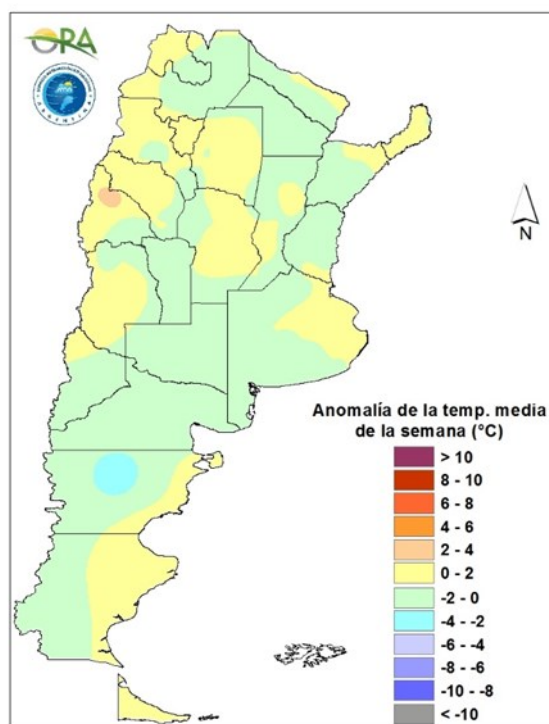 ORA
N
Anomalía de la temp. media
de la semana (°C)
> 10
8 - 10
6 - 8
4 - 6
2 - 4
0 - 2
-2 - 0
-4 - -2
-6 - -4
-8 - -6
-10 - -8
< -10